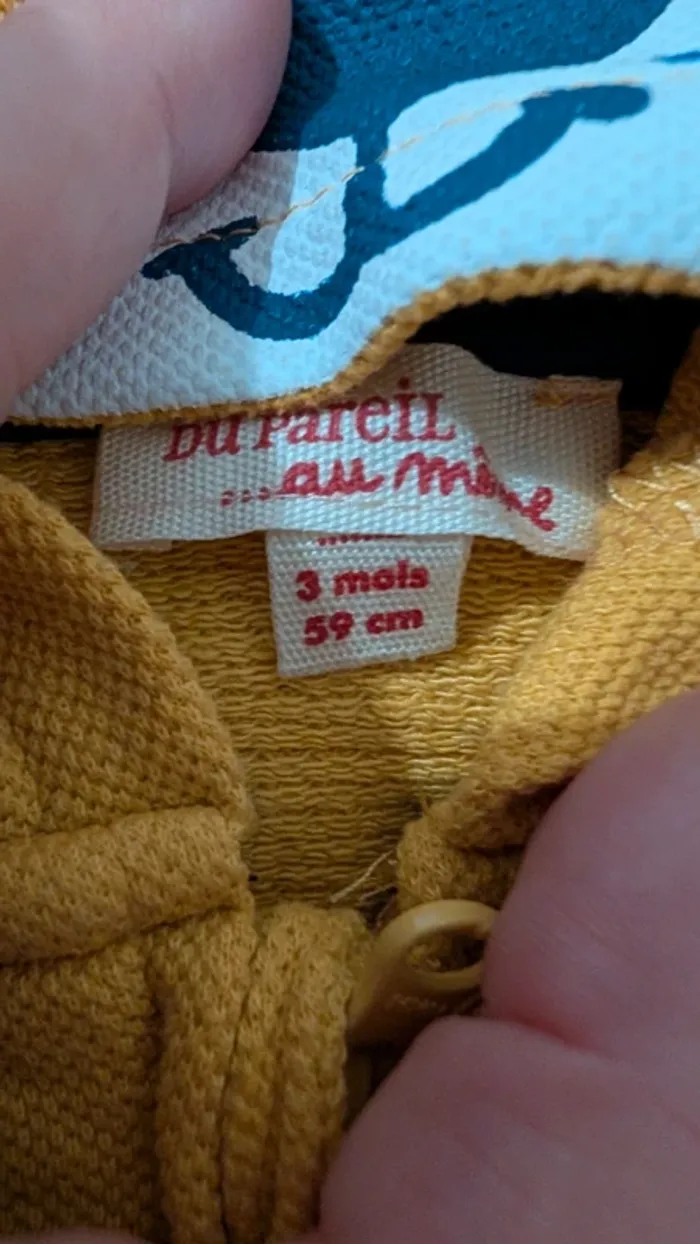 Du Pareil
...au même
3 mois
59 cm